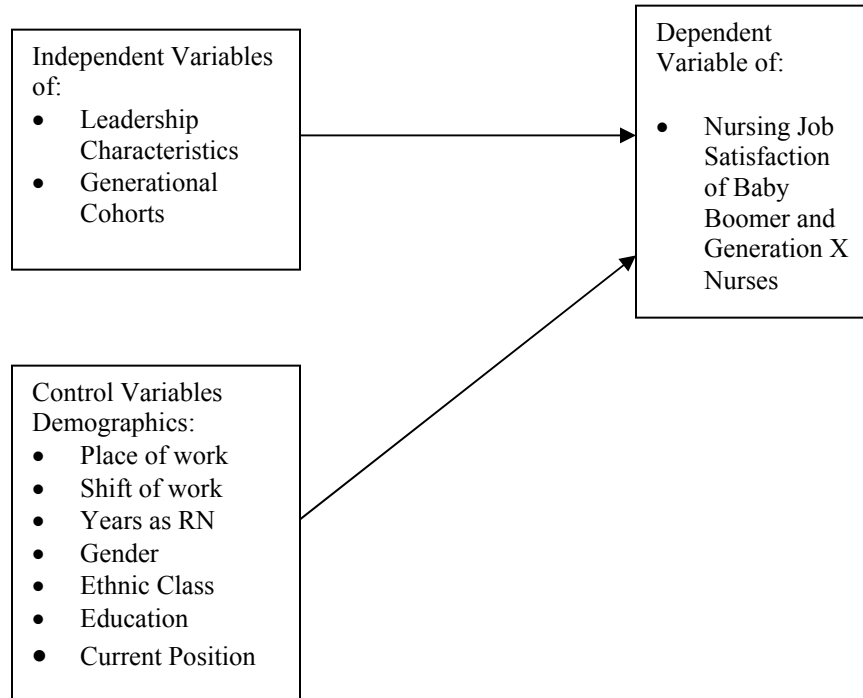 Independent Variables
of:
• Leadership
Characteristics
• Generational
Cohorts
Dependent
Variable of:
• Nursing Job
Satisfaction
of Baby
Boomer and
Generation X
Nurses
Control Variables
Demographics:
• Place of work
• Shift of work
• Years as RN
• Gender
• Ethnic Class
• Education
• Current Position